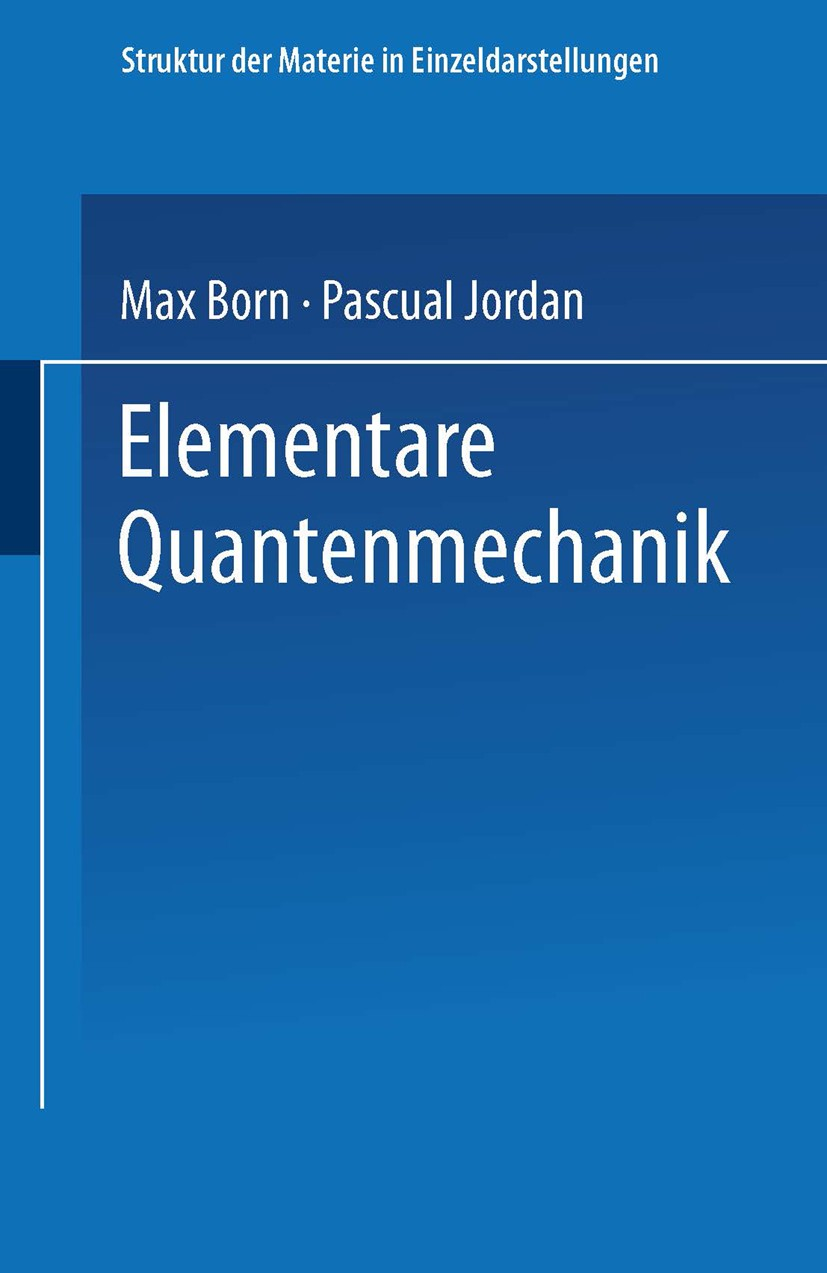 Struktur der Materie in Einzeldarstellungen
Max Born · Pascual Jordan
Elementare
Quantenmechanik